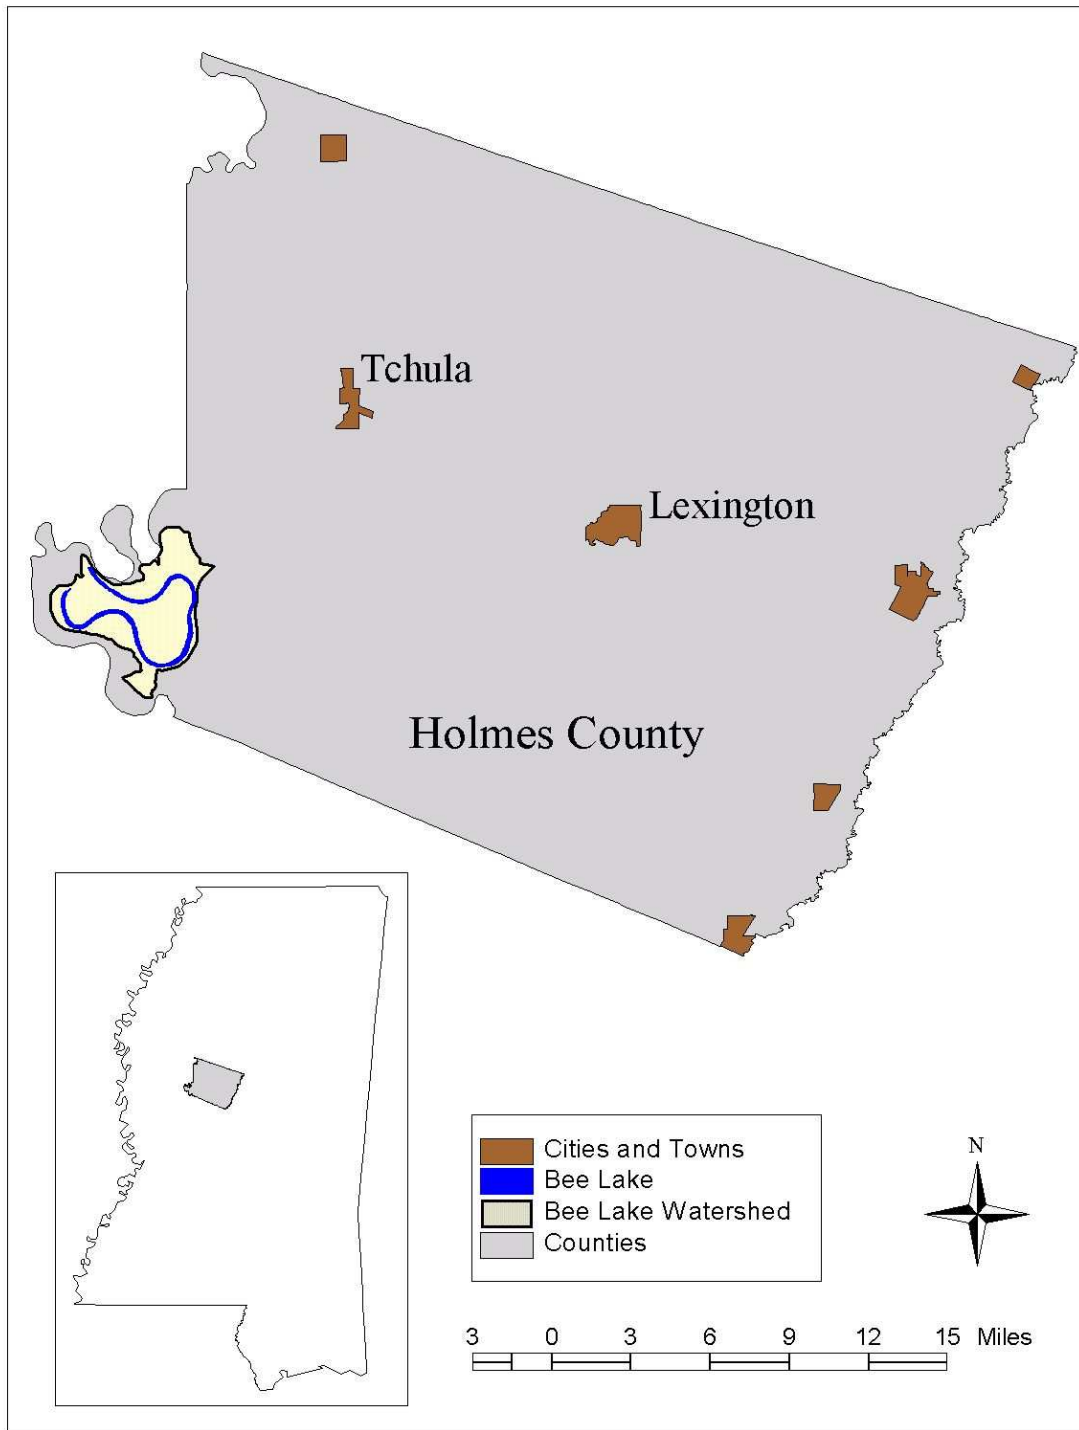 Tchula
Lexington
Holmes County
Cities and Towns
Bee Lake
Bee Lake Watershed
Counties
N
3 0 3 6 9 12 15 Miles